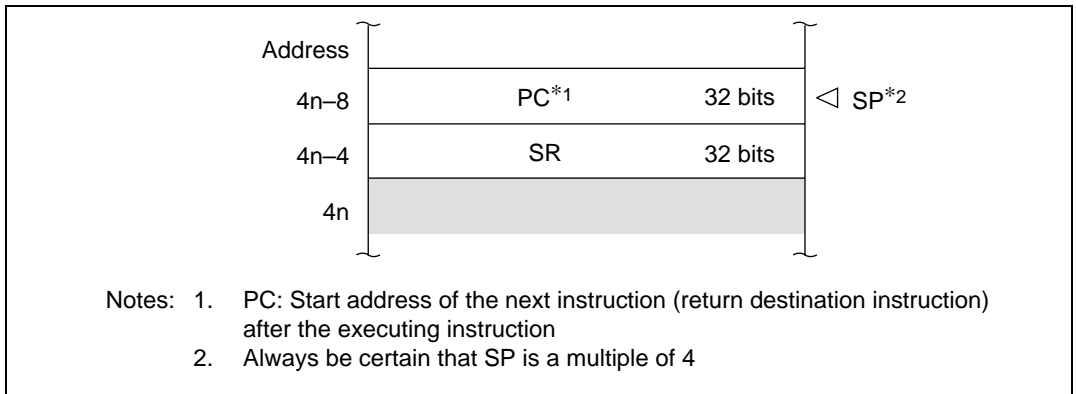 Address
4n–8 PC*1 32 bits SP*2
4n–4 SR 32 bits
4n
Notes: 1. PC: Start address of the next instruction (return destination instruction)
after the executing instruction
2. Always be certain that SP is a multiple of 4